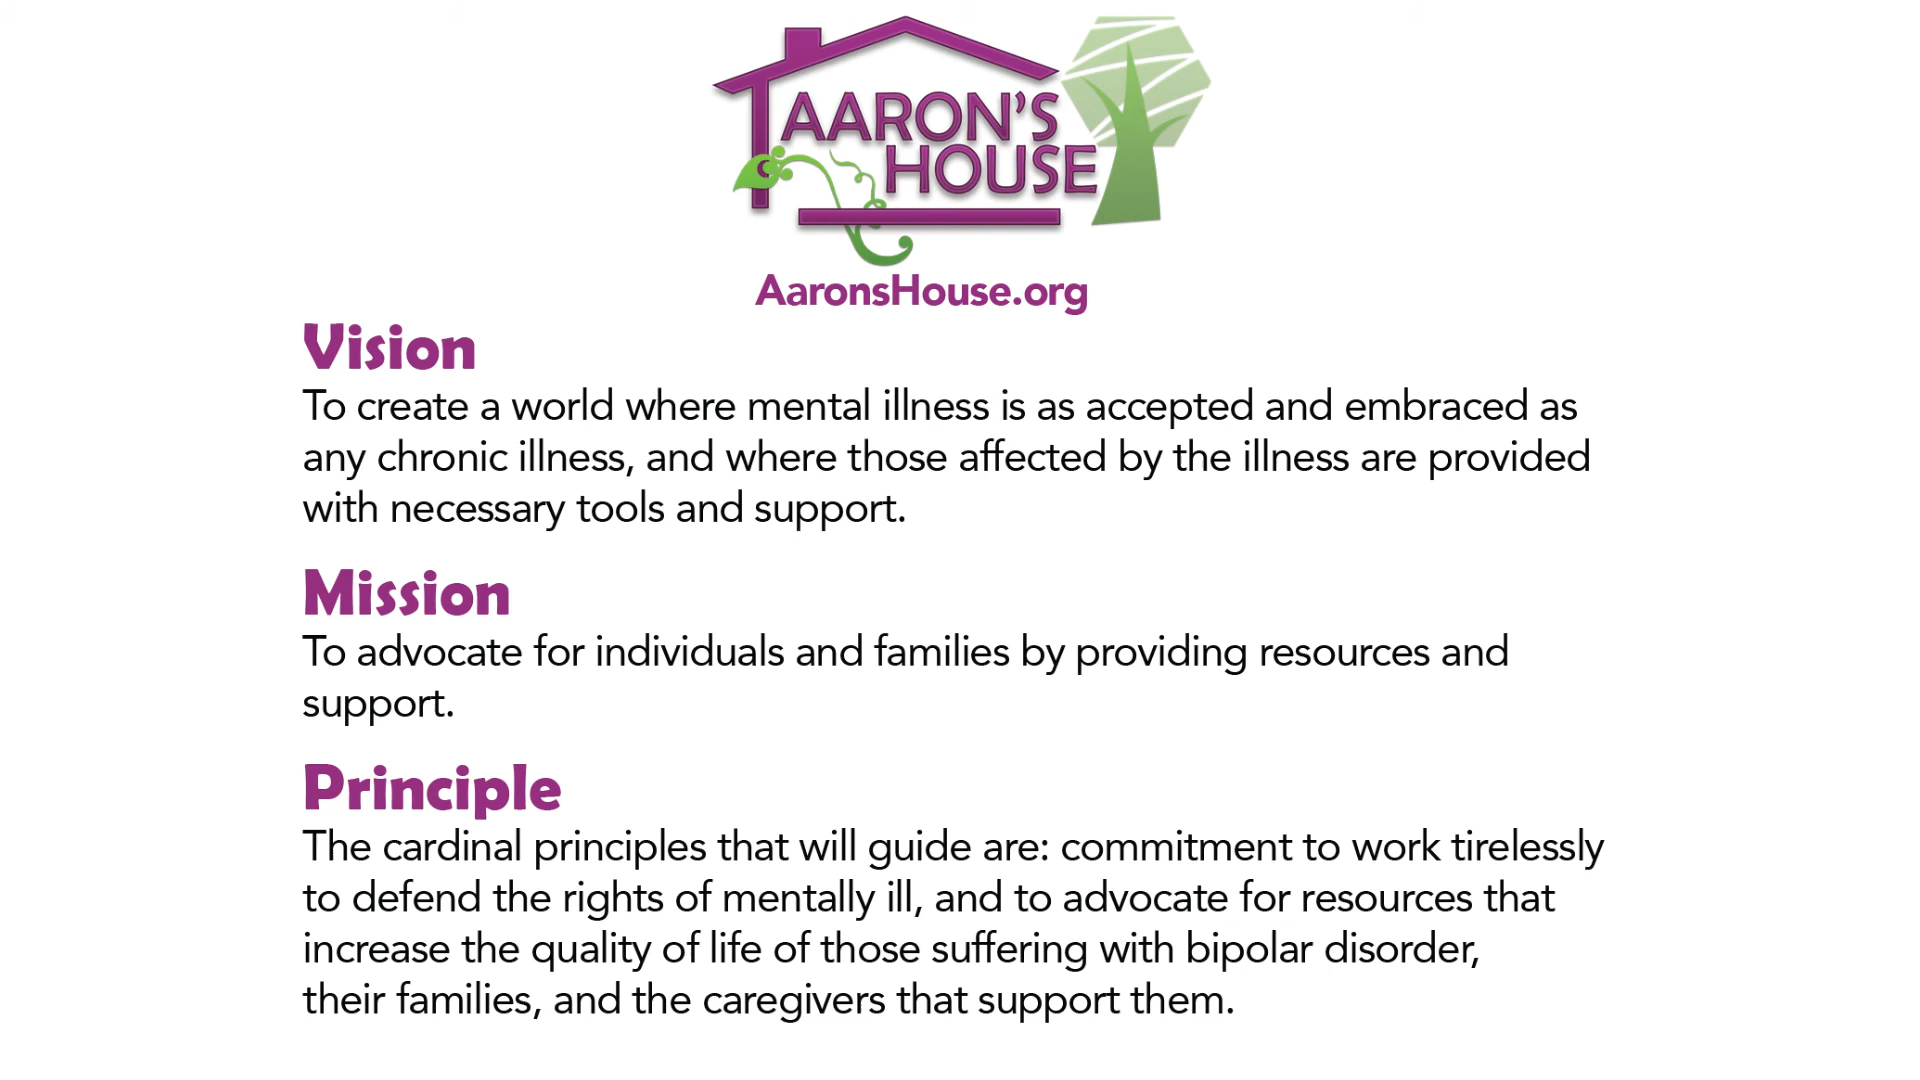 AARON'S
HOUSE
AaronsHouse.org
Vision
To create a world where mental illness is as accepted and embraced as
any chronic illness, and where those affected by the illness are provided
with necessary tools and support.
Mission
To advocate for individuals and families by providing resources and
support.
Principle
The cardinal principles that will guide are: commitment to work tirelessly
to defend the rights of mentally ill, and to advocate for resources that
increase the quality of life of those suffering with bipolar disorder,
their families, and the caregivers that support them.